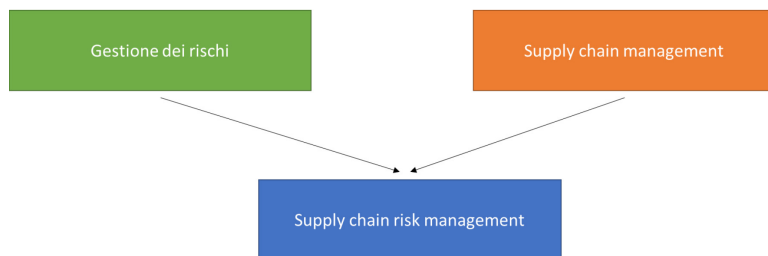 Gestione dei rischi
Supply chain management
Supply chain risk management